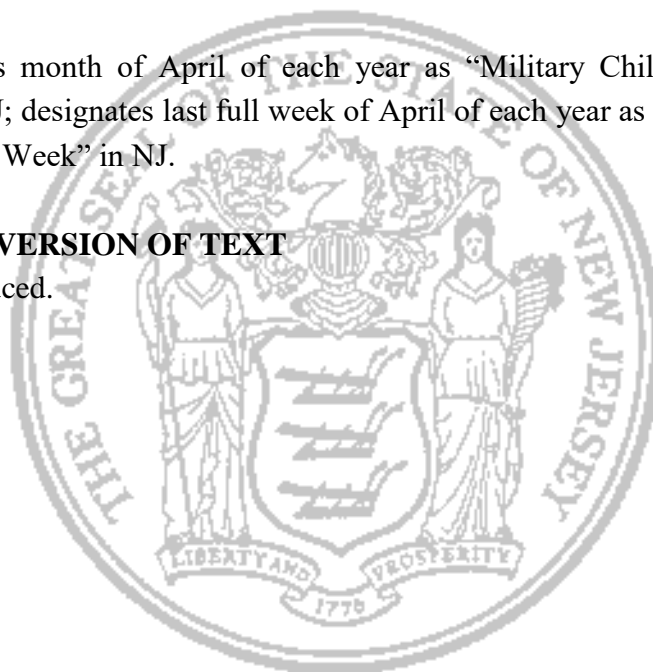 s month of April of each year as “Military Chil
J; designates last full week of April of each year as
Week” in NJ.
VERSION OF TEXT
uced.
THE GREAT SEAL OF THE STATE OF NEW JERSEY
LIBERTY AND PROSPERITY
1776